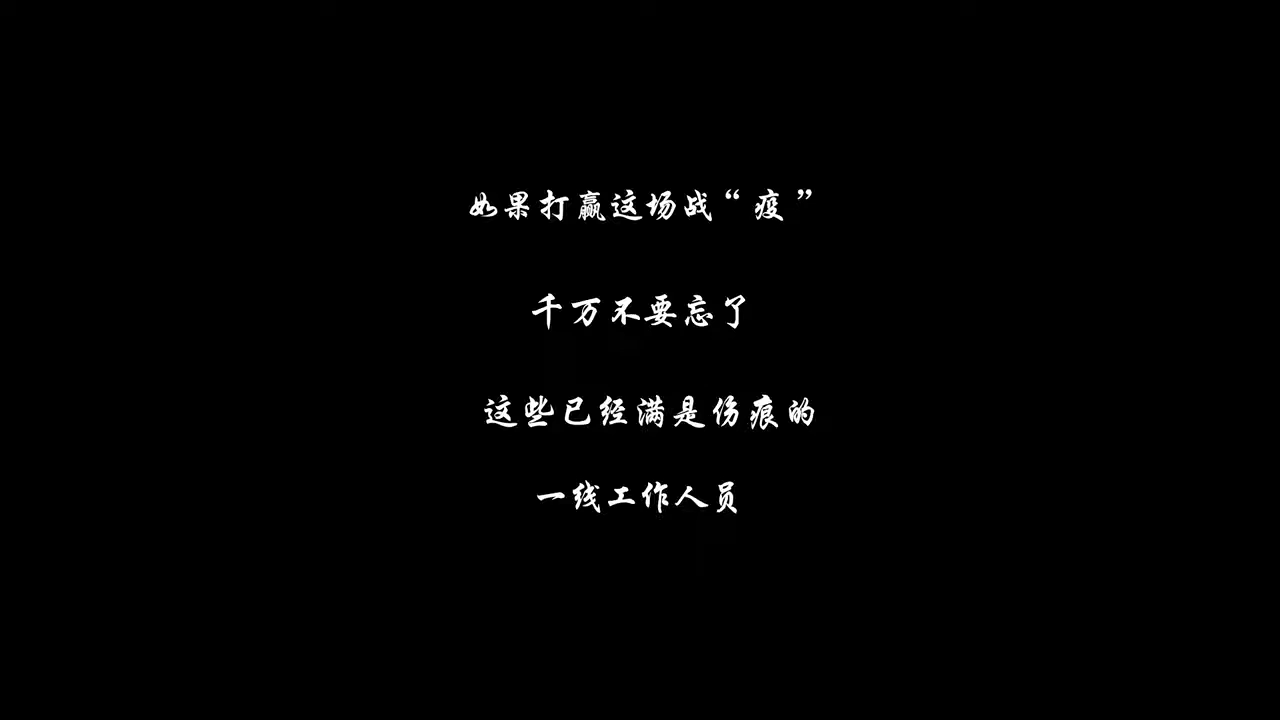 如果打赢这场战“疫”
千万不要忘了
这些已经满是伤痕的
一线工作人员